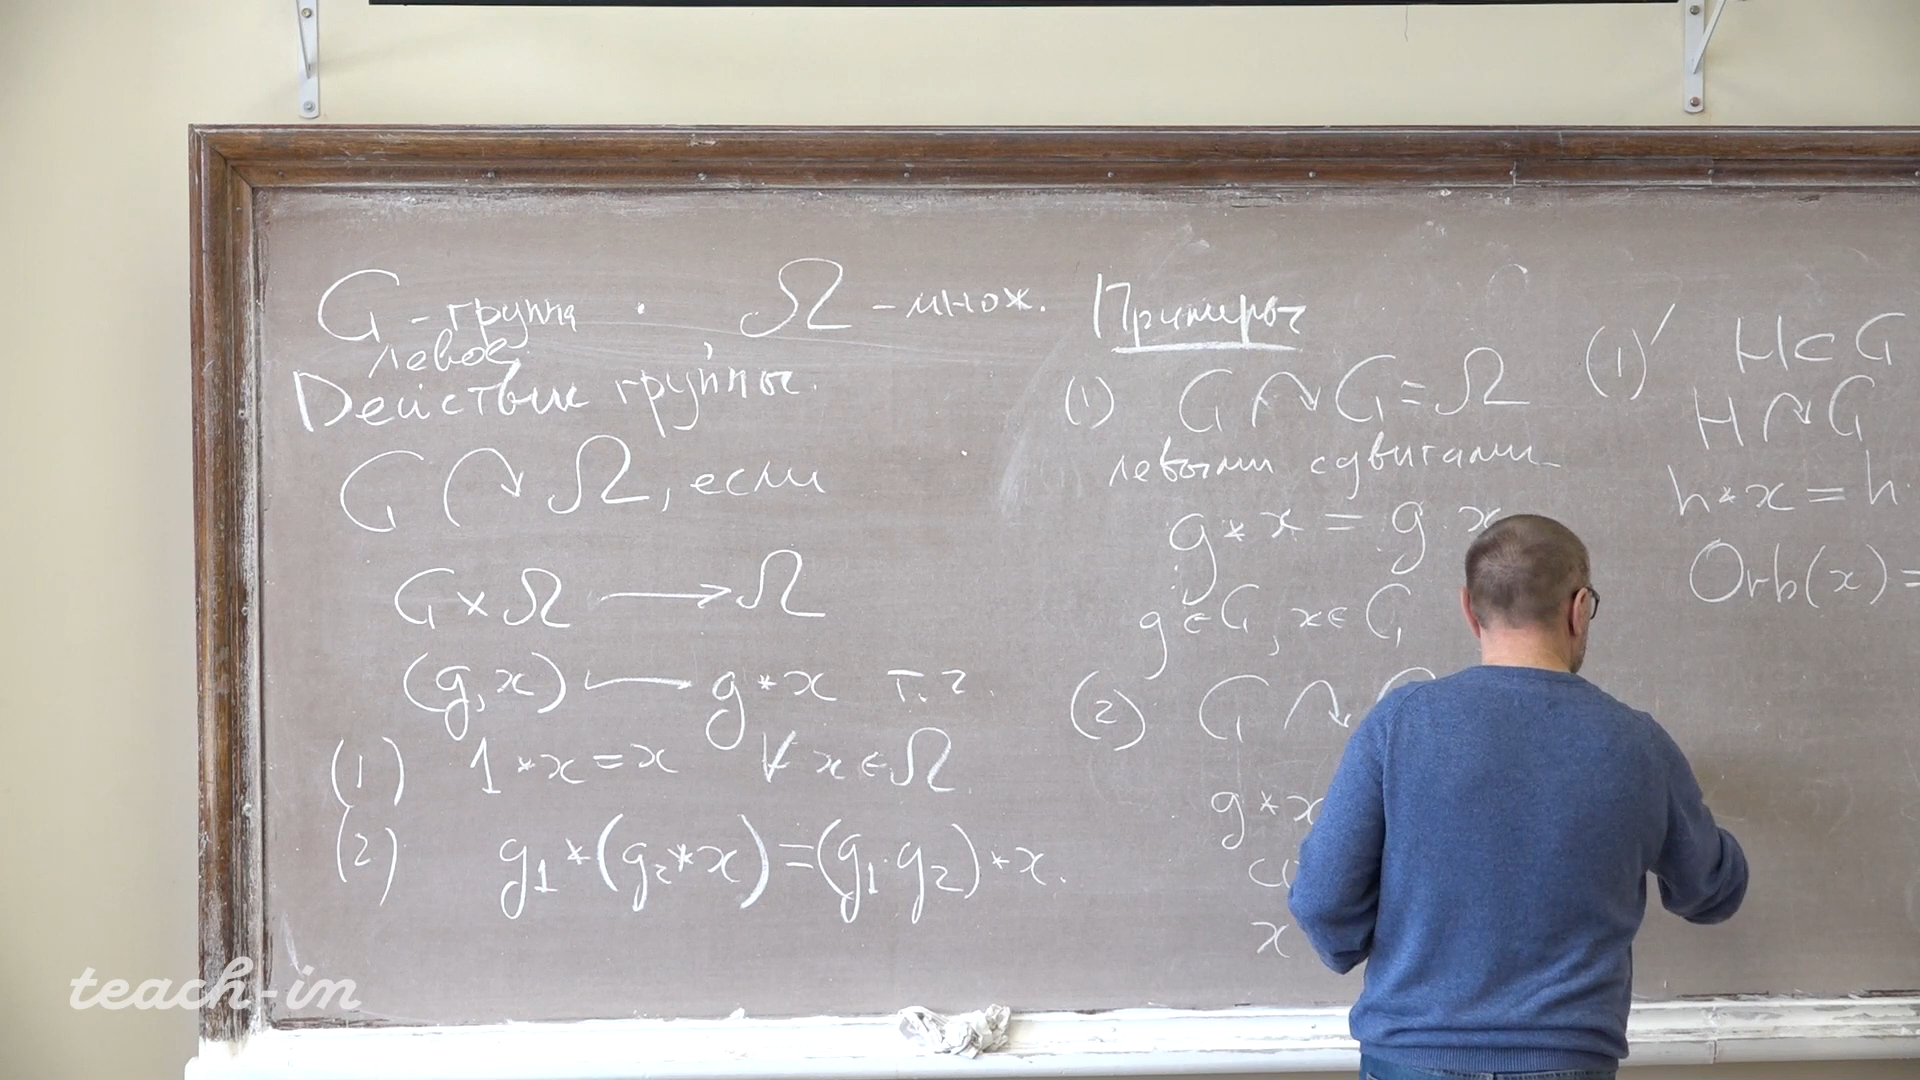 G - группа . Ω - множ.
левое
Действие группы.
G ↷ Ω, если
G × Ω ⟶ Ω
(g, x) ⟼ g * x т.ч.
(1) 1 * x = x ∀ x ∈ Ω.
(2) g₁ * (g₂ * x) = (g₁ · g₂) * x.
Примеры
(1) G ↷ G = Ω
левыми сдвигами
g * x = g · x
g ∈ G, x ∈ G
(2) G ↷
g * x
x
(1)′ H ⊂ G
H ↷ G
h * x = h ·
Orb(x) =
teach-in